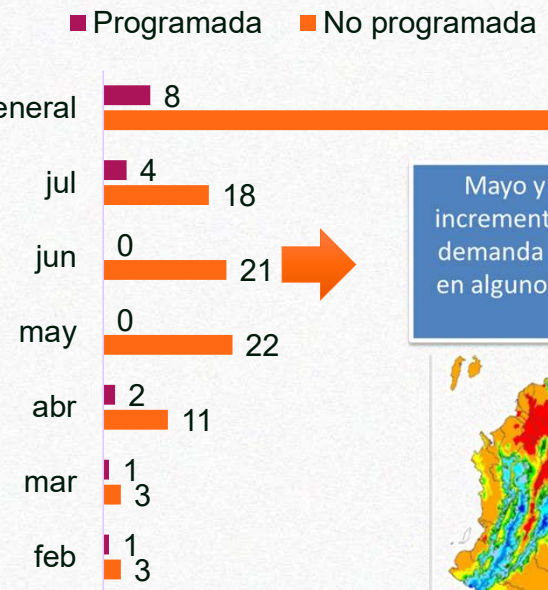 Programada No programada
eneral 8
jul 4
18
jun 0
21
may 0
22
abr 2
11
mar 1
3
feb 1
3
Mayo y
increment
demanda
en alguno